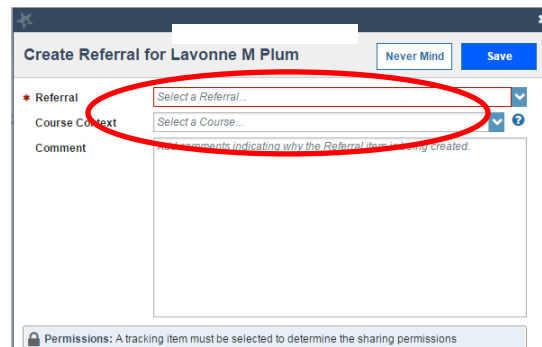 Create Referral for Lavonne M Plum
Never Mind
Save
* Referral
Select a Referral...
Course Context
Select a Course...
?
Comment
Add comments indicating why the Referral item is being created.
Permissions: A tracking item must be selected to determine the sharing permissions